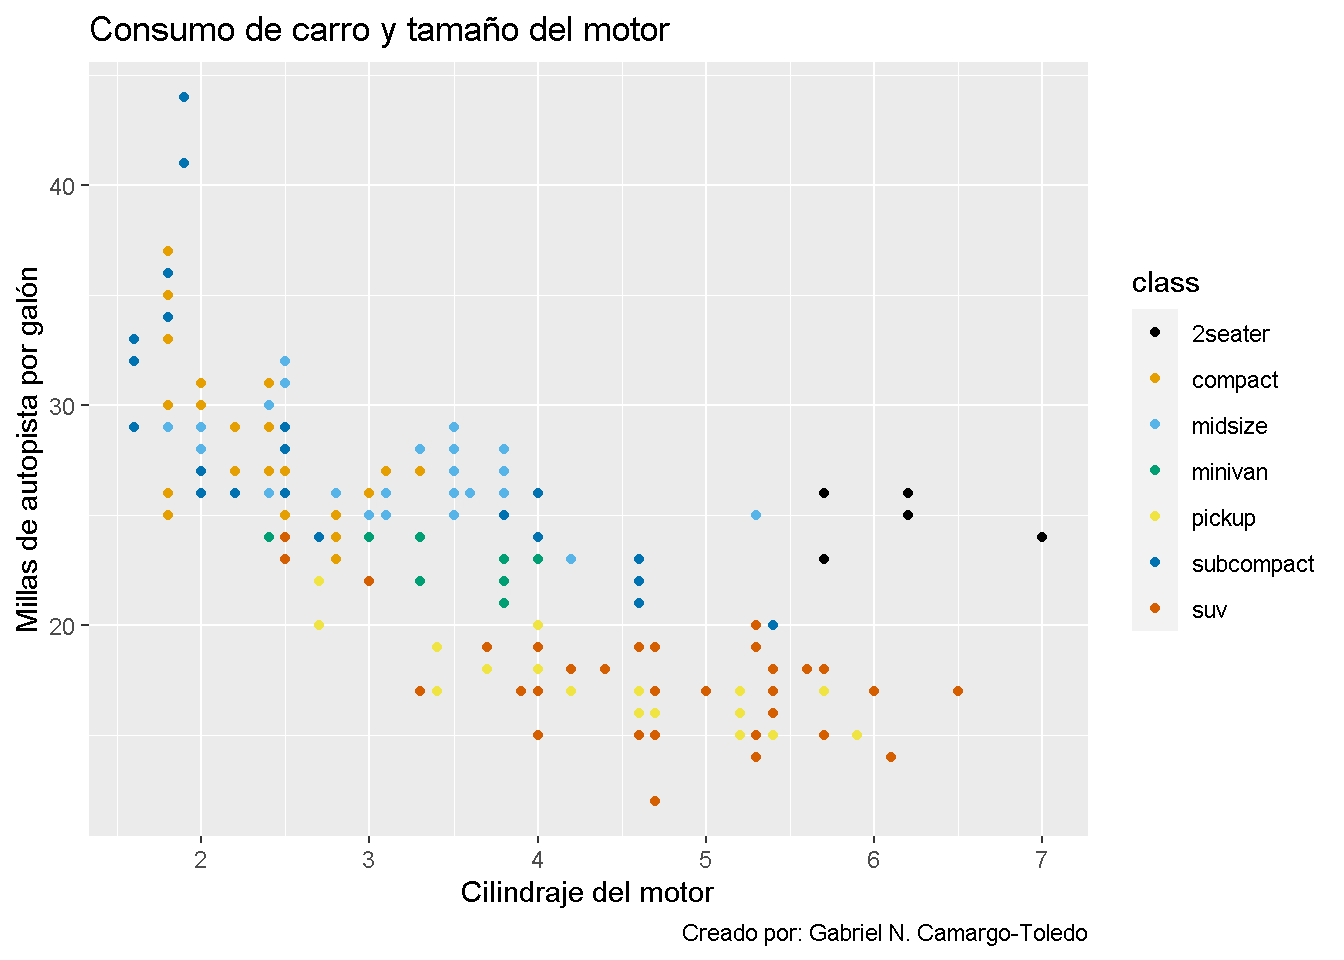 Consumo de carro y tamaño del motor
Millas de autopista por galón
40
30
20
2 3 4 5 6 7
Cilindraje del motor
class
2seater
compact
midsize
minivan
pickup
subcompact
suv
Creado por: Gabriel N. Camargo-Toledo